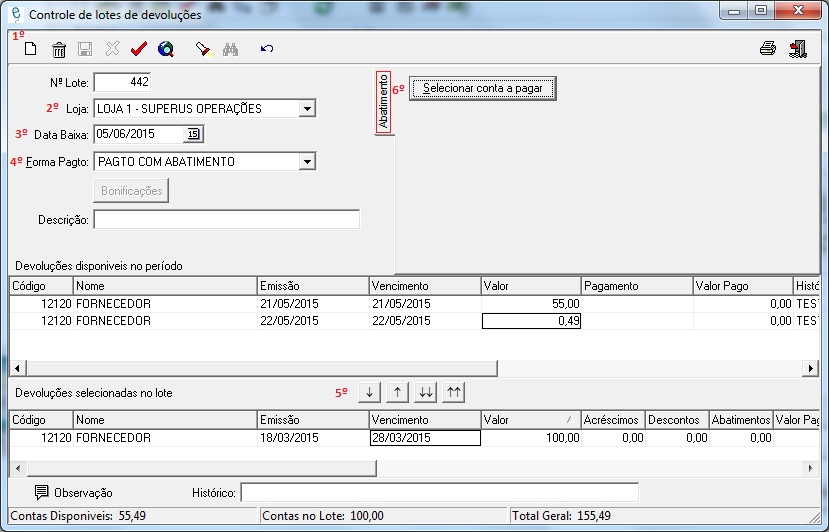 Controle de lotes de devoluções
1º
Nº Lote: 442
2º Loja: LOJA 1 - SUPERUS OPERAÇÕES
3º Data Baixa: 05/06/2015 15
4º Forma Pagto: PAGTO COM ABATIMENTO
Bonificações
Descrição:
Abatimento
6º Selecionar conta a pagar
Devoluções disponiveis no período
Código Nome Emissão Vencimento Valor Pagamento Valor Pago Histó
12120 FORNECEDOR 21/05/2015 21/05/2015 55,00 0,00 TES
12120 FORNECEDOR 22/05/2015 22/05/2015 0,49 0,00 TES
Devoluções selecionadas no lote 5º
Código Nome Emissão Vencimento Valor Acréscimos Descontos Abatimentos Valor Pag
12120 FORNECEDOR 18/03/2015 28/03/2015 100,00 0,00 0,00 0,00
Observação Histórico:
Contas Disponiveis: 55,49 Contas no Lote: 100,00 Total Geral: 155,49